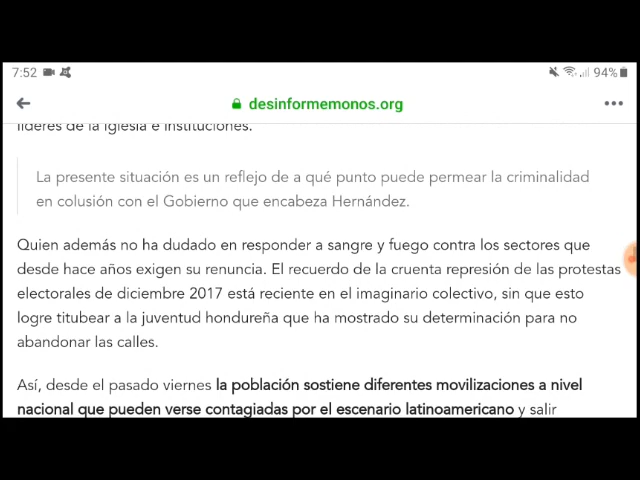 7:52
94%
desinformemonos.org
líderes de la iglesia e instituciones.
La presente situación es un reflejo de a qué punto puede permear la criminalidad
en colusión con el Gobierno que encabeza Hernández.
Quien además no ha dudado en responder a sangre y fuego contra los sectores que
desde hace años exigen su renuncia. El recuerdo de la cruenta represión de las protestas
electorales de diciembre 2017 está reciente en el imaginario colectivo, sin que esto
logre titubear a la juventud hondureña que ha mostrado su determinación para no
abandonar las calles.
Así, desde el pasado viernes la población sostiene diferentes movilizaciones a nivel
nacional que pueden verse contagiadas por el escenario latinoamericano y salir